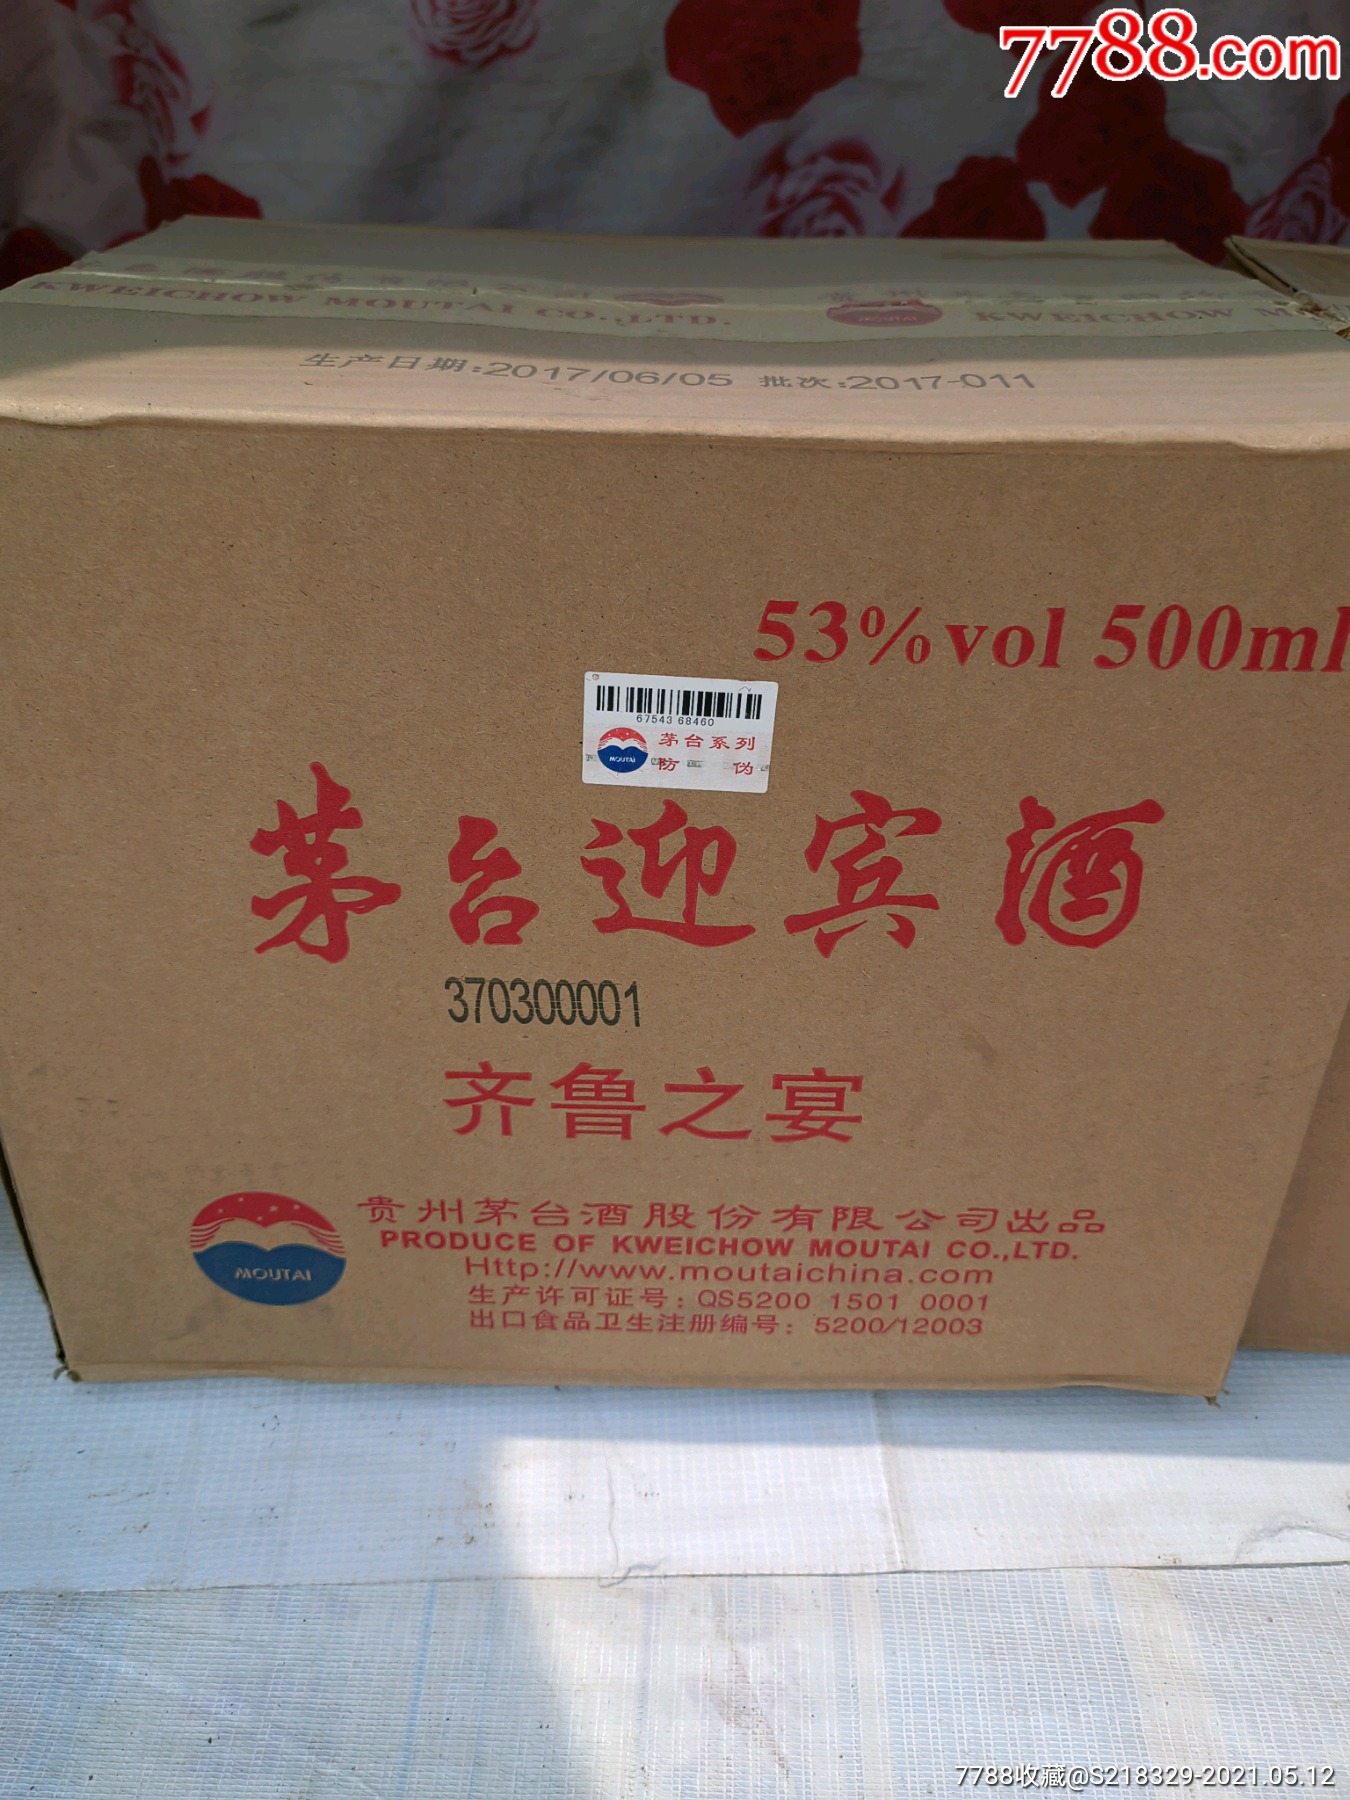 7788.com
KWEICHOW MOUTAI CO.,LTD.
MOUTAI
KWEICHOW
生产日期:2017/06/05 批次:2017-011
53%vol 500ml
67543 68460
MOUTAI
茅台系列
防 伪
茅台迎宾酒
370300001
齐鲁之宴
MOUTAI
贵州茅台酒股份有限公司出品
PRODUCE OF KWEICHOW MOUTAI CO.,LTD.
Http://www.moutaichina.com
生产许可证号：QS5200 1501 0001
出口食品卫生注册编号：5200/12003
7788收藏@S218329-2021.05.12